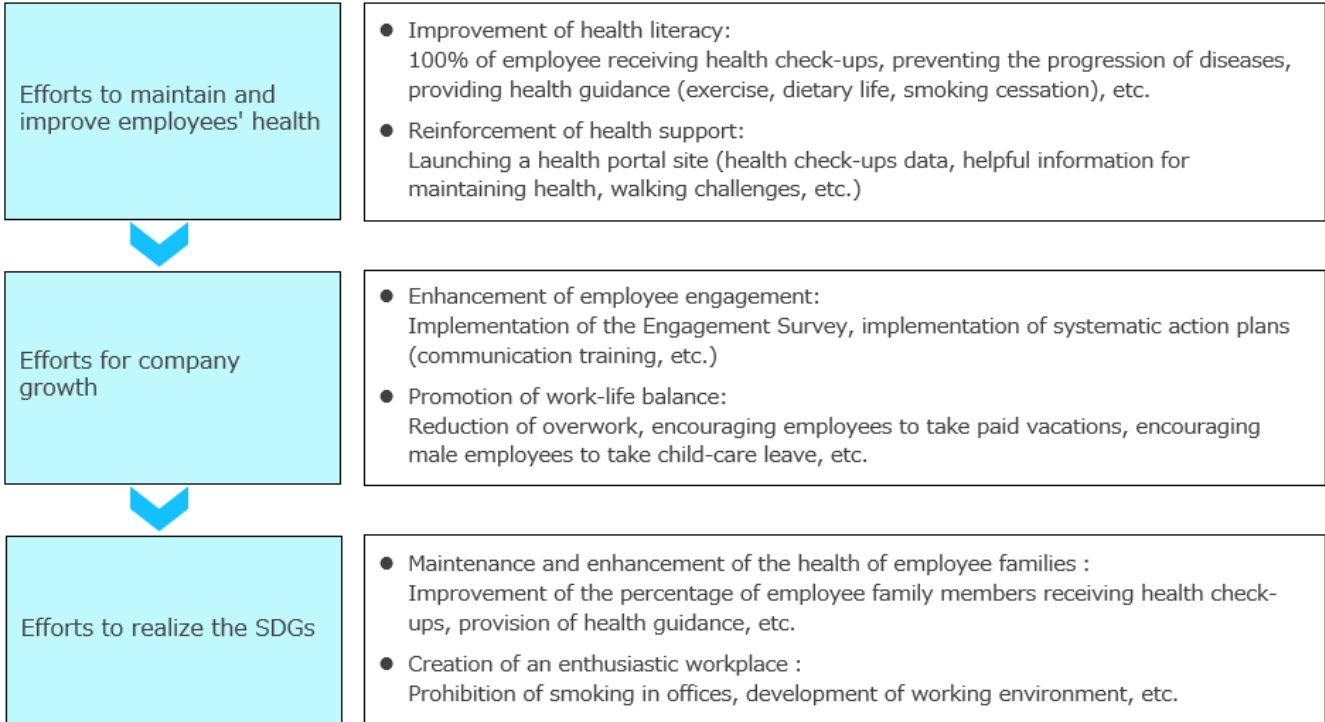 Efforts to maintain and
improve employees' health
● Improvement of health literacy:
100% of employee receiving health check-ups, preventing the progression of diseases,
providing health guidance (exercise, dietary life, smoking cessation), etc.
● Reinforcement of health support:
Launching a health portal site (health check-ups data, helpful information for
maintaining health, walking challenges, etc.)
Efforts for company
growth
● Enhancement of employee engagement:
Implementation of the Engagement Survey, implementation of systematic action plans
(communication training, etc.)
● Promotion of work-life balance:
Reduction of overwork, encouraging employees to take paid vacations, encouraging
male employees to take child-care leave, etc.
Efforts to realize the SDGs
● Maintenance and enhancement of the health of employee families :
Improvement of the percentage of employee family members receiving health check-
ups, provision of health guidance, etc.
● Creation of an enthusiastic workplace :
Prohibition of smoking in offices, development of working environment, etc.